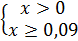 {x > 0
x ≥ 0,09